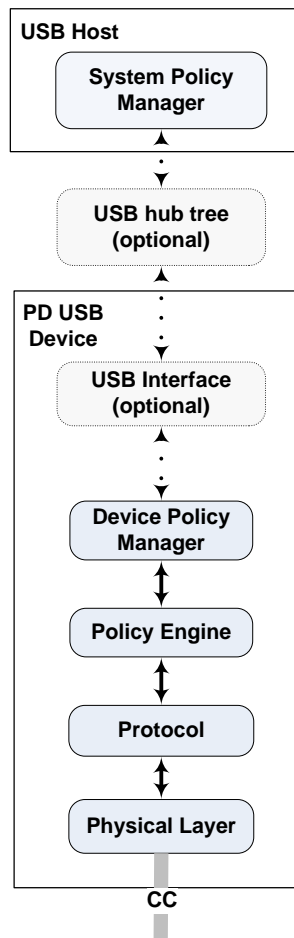 USB Host
System Policy
Manager
USB hub tree
(optional)
PD USB
Device
USB Interface
(optional)
Device Policy
Manager
Policy Engine
Protocol
Physical Layer
CC